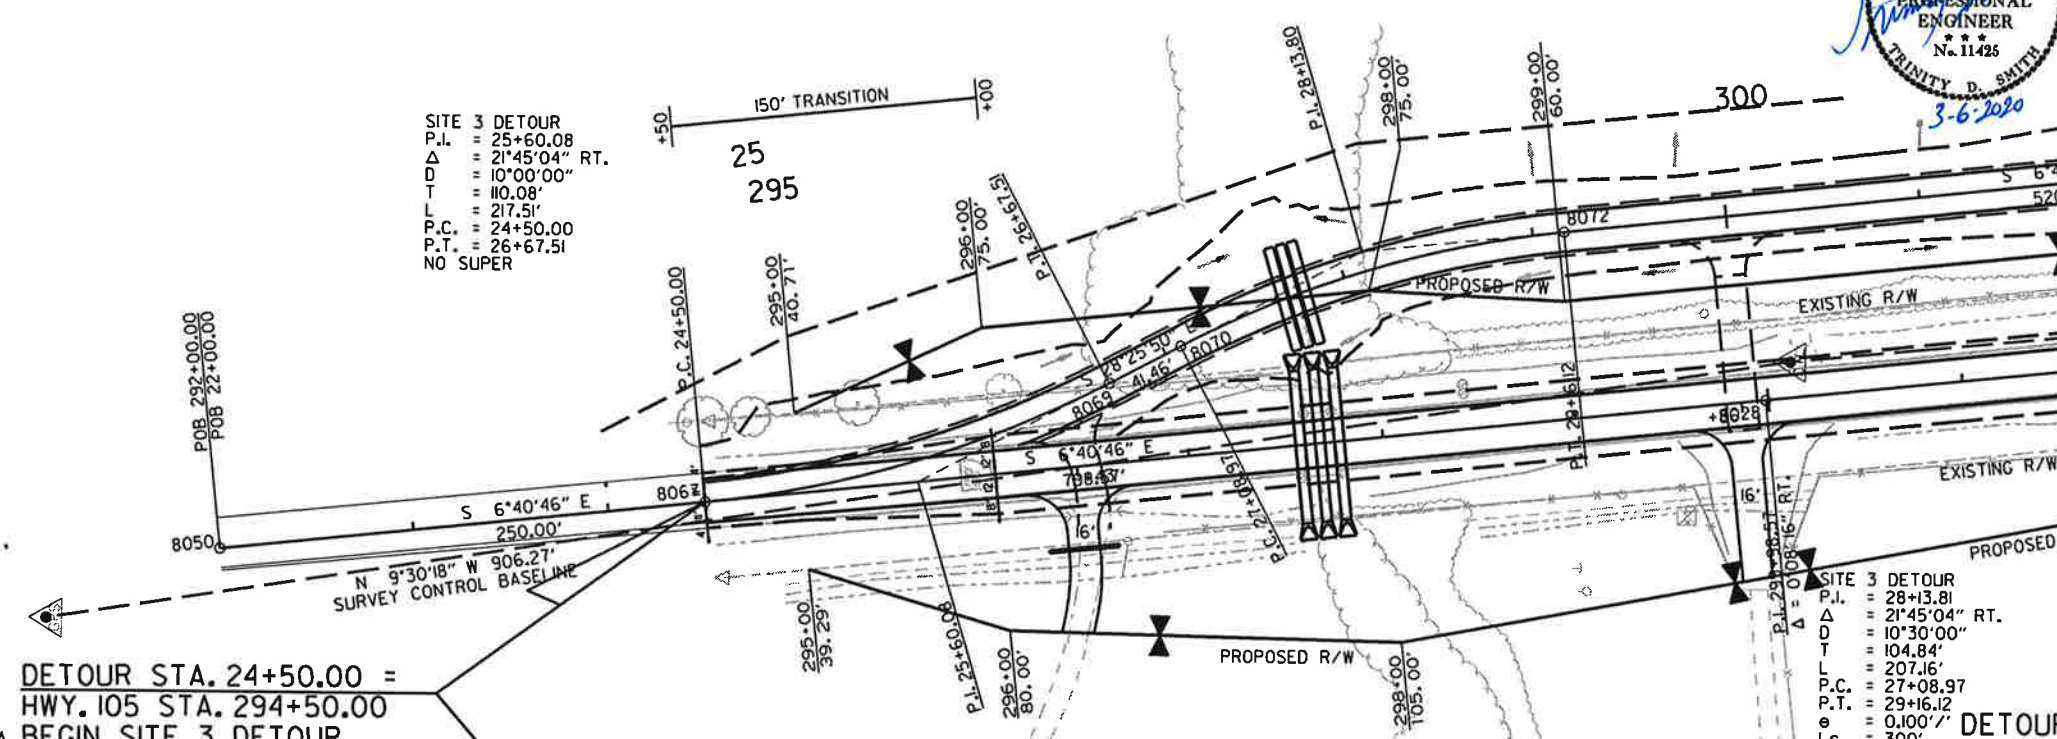 SITE 3 DETOUR
P.I. = 25+60.08
Δ = 21°45'04" RT.
D = 10°00'00"
T = 110.08'
L = 217.51'
P.C. = 24+50.00
P.T. = 26+67.51
NO SUPER
+50
150' TRANSITION
+00
25
295
300
PROFESSIONAL
ENGINEER
No. 11425
TRINITY D. SMITH
3-6-2020
POB 292+00.00
POB 22+00.00
P.C. 24+50.00
295+00
40.71'
296+00
75.00'
P.T. 26+67.51
P.I. 28+13.80
298+00
75.00'
299+00
60.00'
8072
PROPOSED R/W
EXISTING R/W
S 28°25'50" E
41.46'
8070
8069
S 6°40'46" E
16'
P.C. 27+08.97
P.T. 29+16.12
8050
S 6°40'46" E
250.00'
N 9°30'18" W 906.27'
SURVEY CONTROL BASELINE
EXISTING R/W
16'
PROPOSED
295+00
39.29'
P.I. 25+60.08
296+00
80.00'
PROPOSED R/W
298+00
105.00'
DETOUR STA. 24+50.00 =
HWY. 105 STA. 294+50.00
BEGIN SITE 3 DETOUR
SITE 3 DETOUR
P.I. = 28+13.81
Δ = 21°45'04" RT.
D = 10°30'00"
T = 104.84'
L = 207.16'
P.C. = 27+08.97
P.T. = 29+16.12
e = 0.100'/'
Ls = 300'
DETOUR